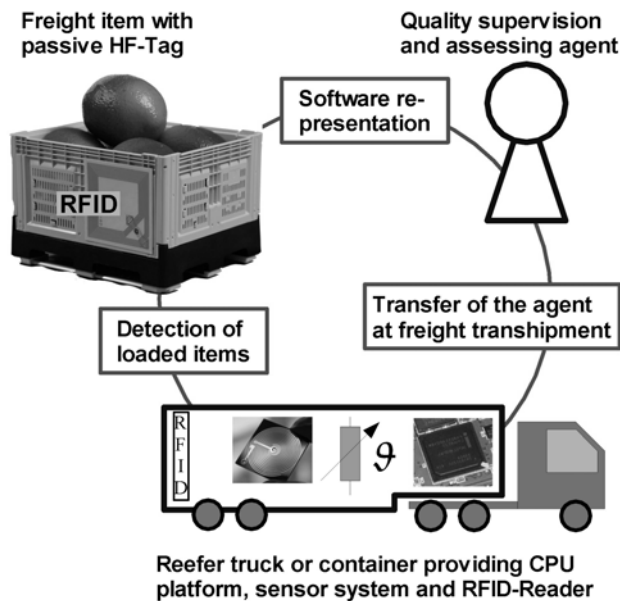 Freight item with
passive HF-Tag
Quality supervision
and assessing agent
Software re-
presentation
RFID
Detection of
loaded items
Transfer of the agent
at freight transhipment
RFID
ϑ
Reefer truck or container providing CPU
platform, sensor system and RFID-Reader